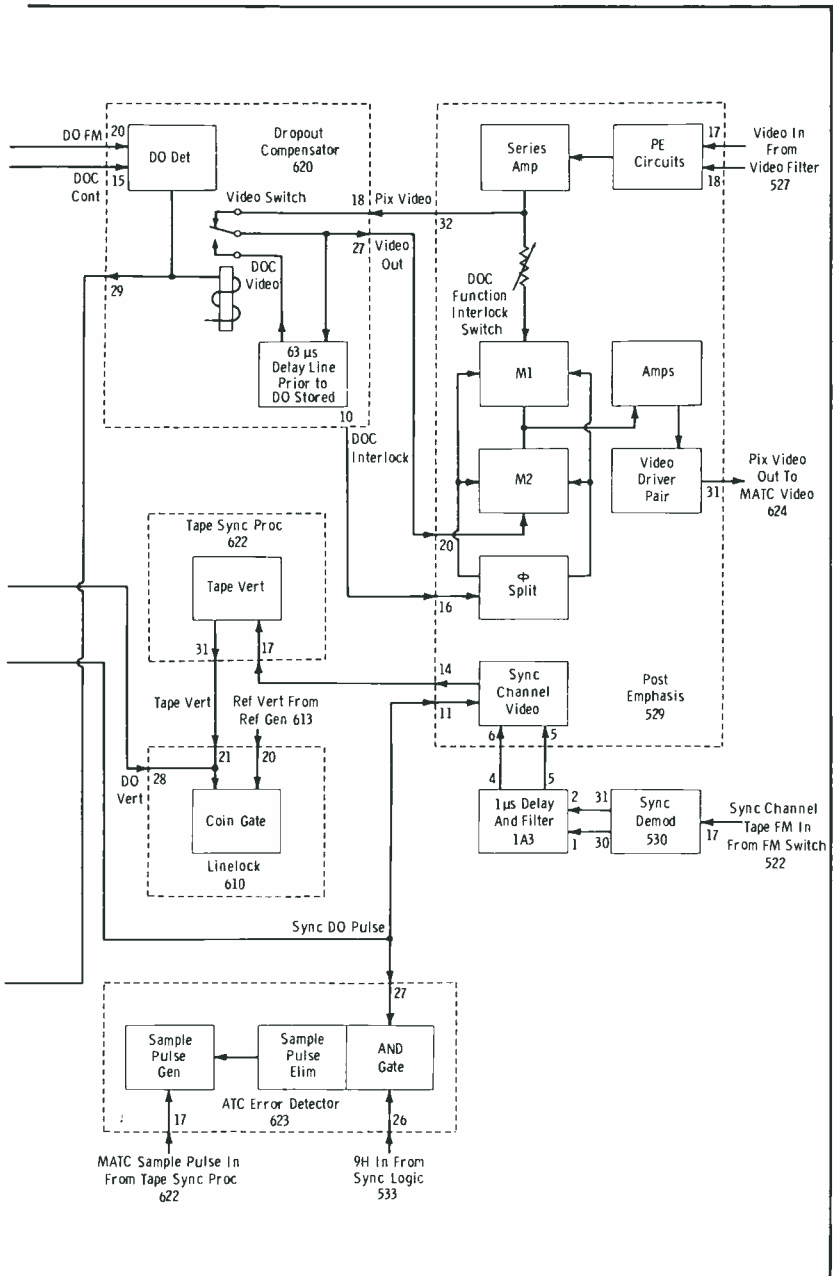 DO FM
20
DOC
Cont
15
DO Det
Dropout
Compensator
620
Video Switch
18
Pix Video
32
27
Video
Out
DOC
Video
29
63 µs
Delay Line
Prior to
DO Stored
10
DOC
Interlock
Series
Amp
PE
Circuits
17
18
Video In
From
Video Filter
527
DOC
Function
Interlock
Switch
M1
Amps
M2
Video
Driver
Pair
31
Pix Video
Out To
MATC Video
624
20
16
Φ
Split
Tape Sync Proc
622
Tape Vert
31
17
14
11
Sync
Channel
Video
6
5
Post
Emphasis
529
Tape Vert
Ref Vert From
Ref Gen 613
21
20
DO
Vert
28
Coin Gate
Linelock
610
4
5
1µs Delay
And Filter
1A3
2
31
1
30
Sync
Demod
530
17
Sync Channel
Tape FM In
From FM Switch
522
Sync DO Pulse
27
Sample
Pulse
Gen
Sample
Pulse
Elim
AND
Gate
ATC Error Detector
623
17
26
MATC Sample Pulse In
From Tape Sync Proc
622
9H In From
Sync Logic
533